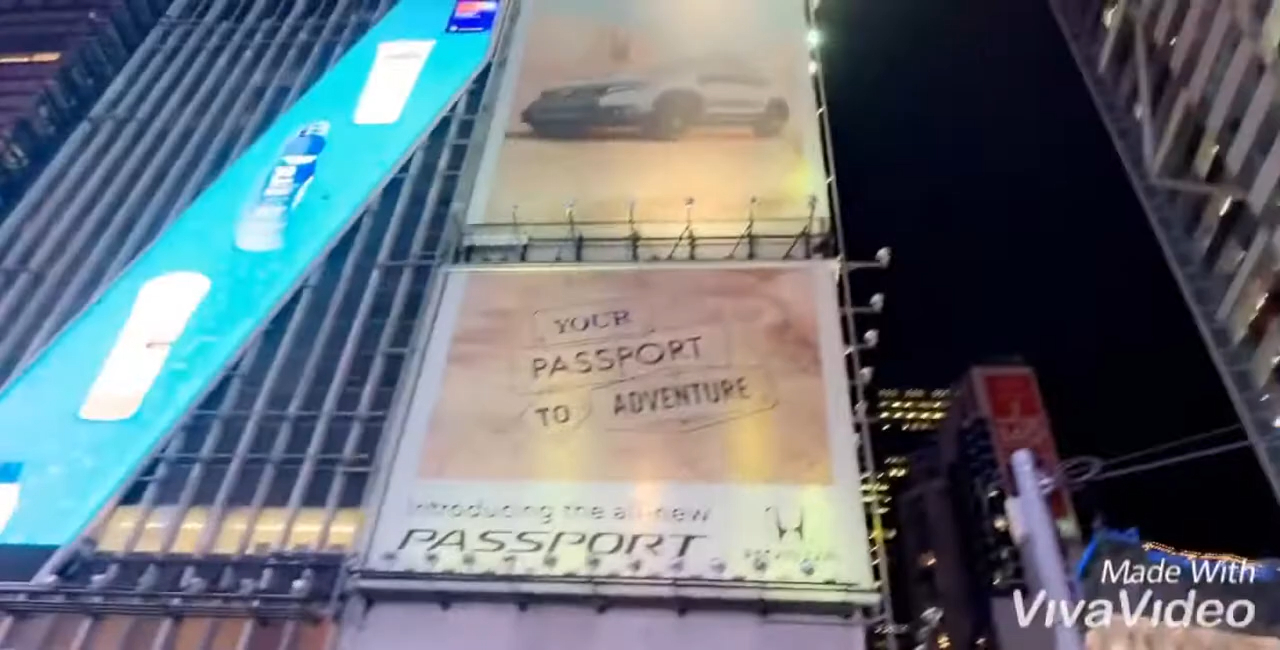 YOUR
PASSPORT
TO ADVENTURE
Introducing the all-new
PASSPORT
Made With
VivaVideo